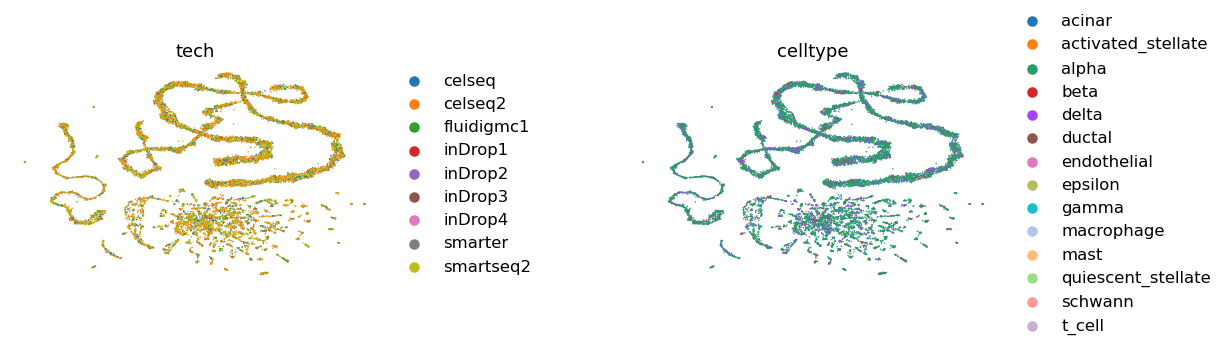 tech
celseq
celseq2
fluidigmc1
inDrop1
inDrop2
inDrop3
inDrop4
smarter
smartseq2
celltype
acinar
activated_stellate
alpha
beta
delta
ductal
endothelial
epsilon
gamma
macrophage
mast
quiescent_stellate
schwann
t_cell